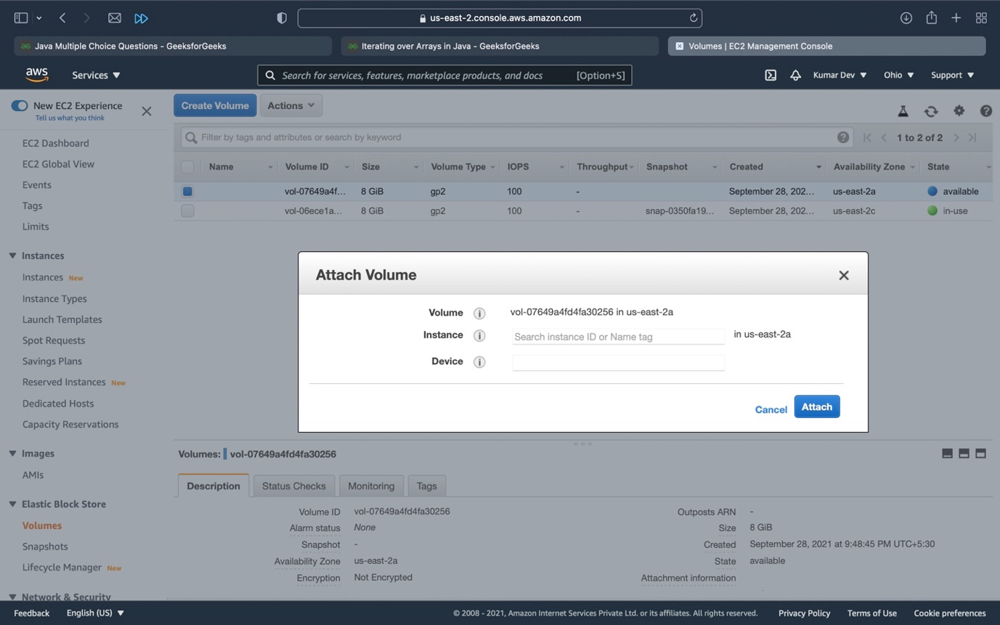 us-east-2.console.aws.amazon.com
Java Multiple Choice Questions - GeeksforGeeks
Iterating over Arrays in Java - GeeksforGeeks
Volumes | EC2 Management Console
aws
Services
Search for services, features, marketplace products, and docs [Option+S]
Kumar Dev
Ohio
Support
New EC2 Experience
Tell us what you think
EC2 Dashboard
EC2 Global View
Events
Tags
Limits
Instances
Instances New
Instance Types
Launch Templates
Spot Requests
Savings Plans
Reserved Instances New
Dedicated Hosts
Capacity Reservations
Images
AMIs
Elastic Block Store
Volumes
Snapshots
Lifecycle Manager New
Network & Security
Create Volume
Actions
Filter by tags and attributes or search by keyword
1 to 2 of 2
Name Volume ID Size Volume Type IOPS Throughput Snapshot Created Availability Zone State
vol-07649a4f... 8 GiB gp2 100 - September 28, 202... us-east-2a available
vol-06ece1a... 8 GiB gp2 100 - snap-0350fa19... September 28, 202... us-east-2c in-use
Attach Volume
Volume i vol-07649a4fd4fa30256 in us-east-2a
Instance i Search instance ID or Name tag in us-east-2a
Device i
Cancel
Attach
Volumes: vol-07649a4fd4fa30256
Description
Status Checks
Monitoring
Tags
Volume ID vol-07649a4fd4fa30256
Alarm status None
Snapshot -
Availability Zone us-east-2a
Encryption Not Encrypted
Outposts ARN -
Size 8 GiB
Created September 28, 2021 at 9:48:45 PM UTC+5:30
State available
Attachment information
Feedback
English (US)
© 2008 - 2021, Amazon Internet Services Private Ltd. or its affiliates. All rights reserved.
Privacy Policy
Terms of Use
Cookie preferences